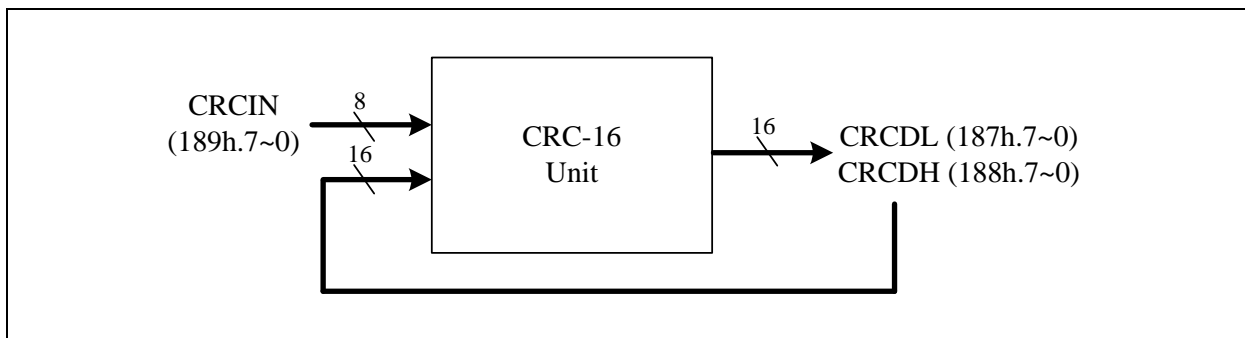 CRCIN
(189h.7~0)
8
16
CRC-16
Unit
16
CRCDL (187h.7~0)
CRCDH (188h.7~0)